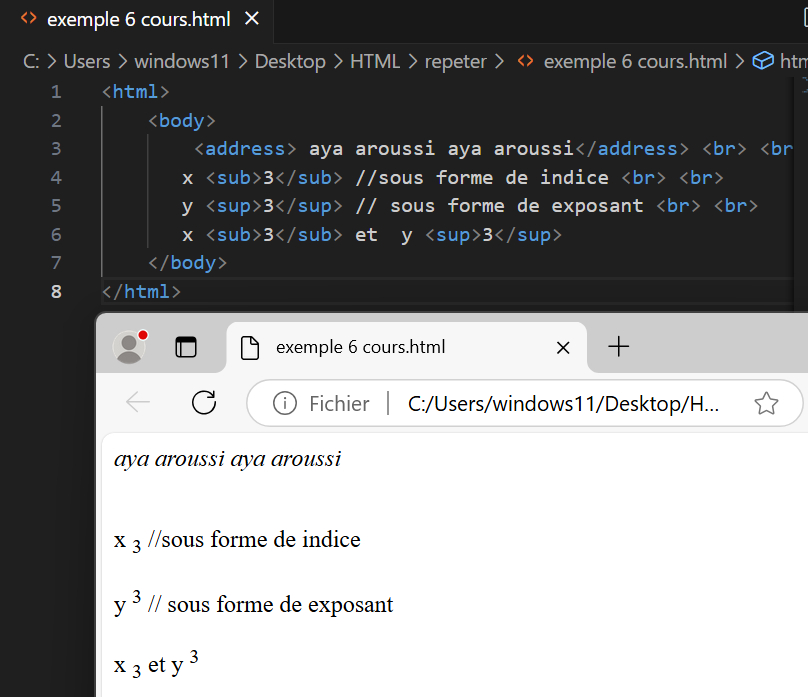 exemple 6 cours.html
C: > Users > windows11 > Desktop > HTML > repeter > exemple 6 cours.html > htm
1 <html>
2 <body>
3 <address> aya aroussi aya aroussi</address> <br> <br
4 x <sub>3</sub> //sous forme de indice <br> <br>
5 y <sup>3</sup> // sous forme de exposant <br> <br>
6 x <sub>3</sub> et  y <sup>3</sup>
7 </body>
8 </html>
exemple 6 cours.html
Fichier | C:/Users/windows11/Desktop/H...
aya aroussi aya aroussi
x 3 //sous forme de indice
y 3 // sous forme de exposant
x 3 et y 3